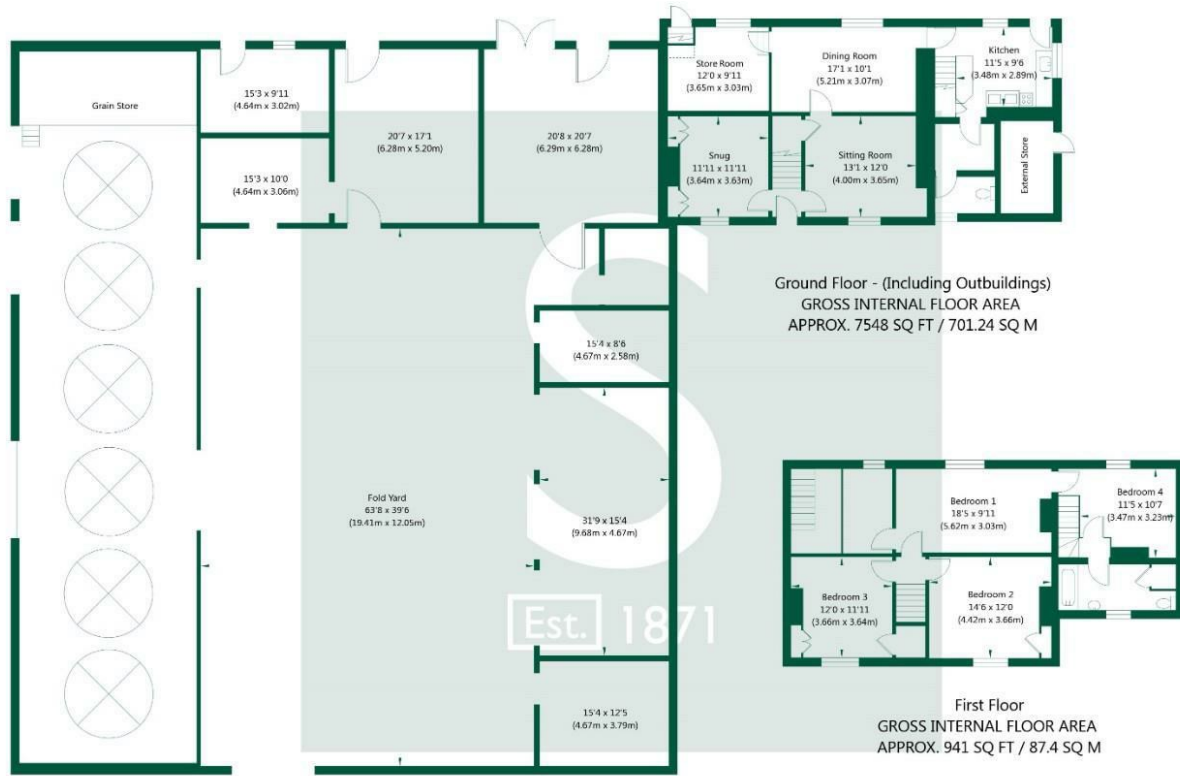 Grain Store
15'3 x 9'11
(4.64m x 3.02m)
15'3 x 10'0
(4.64m x 3.06m)
20'7 x 17'1
(6.28m x 5.20m)
20'8 x 20'7
(6.29m x 6.28m)
Store Room
12'0 x 9'11
(3.65m x 3.03m)
Dining Room
17'1 x 10'1
(5.21m x 3.07m)
Kitchen
11'5 x 9'6
(3.48m x 2.89m)
Snug
11'11 x 11'11
(3.64m x 3.63m)
Sitting Room
13'1 x 12'0
(4.00m x 3.65m)
External Store
Ground Floor - (Including Outbuildings)
GROSS INTERNAL FLOOR AREA
APPROX. 7548 SQ FT / 701.24 SQ M
15'4 x 8'6
(4.67m x 2.58m)
Fold Yard
63'8 x 39'6
(19.41m x 12.05m)
31'9 x 15'4
(9.68m x 4.67m)
15'4 x 12'5
(4.67m x 3.79m)
S
Est. 1871
Bedroom 1
18'5 x 9'11
(5.62m x 3.03m)
Bedroom 4
11'5 x 10'7
(3.47m x 3.23m)
Bedroom 3
12'0 x 11'11
(3.66m x 3.64m)
Bedroom 2
14'6 x 12'0
(4.42m x 3.66m)
First Floor
GROSS INTERNAL FLOOR AREA
APPROX. 941 SQ FT / 87.4 SQ M